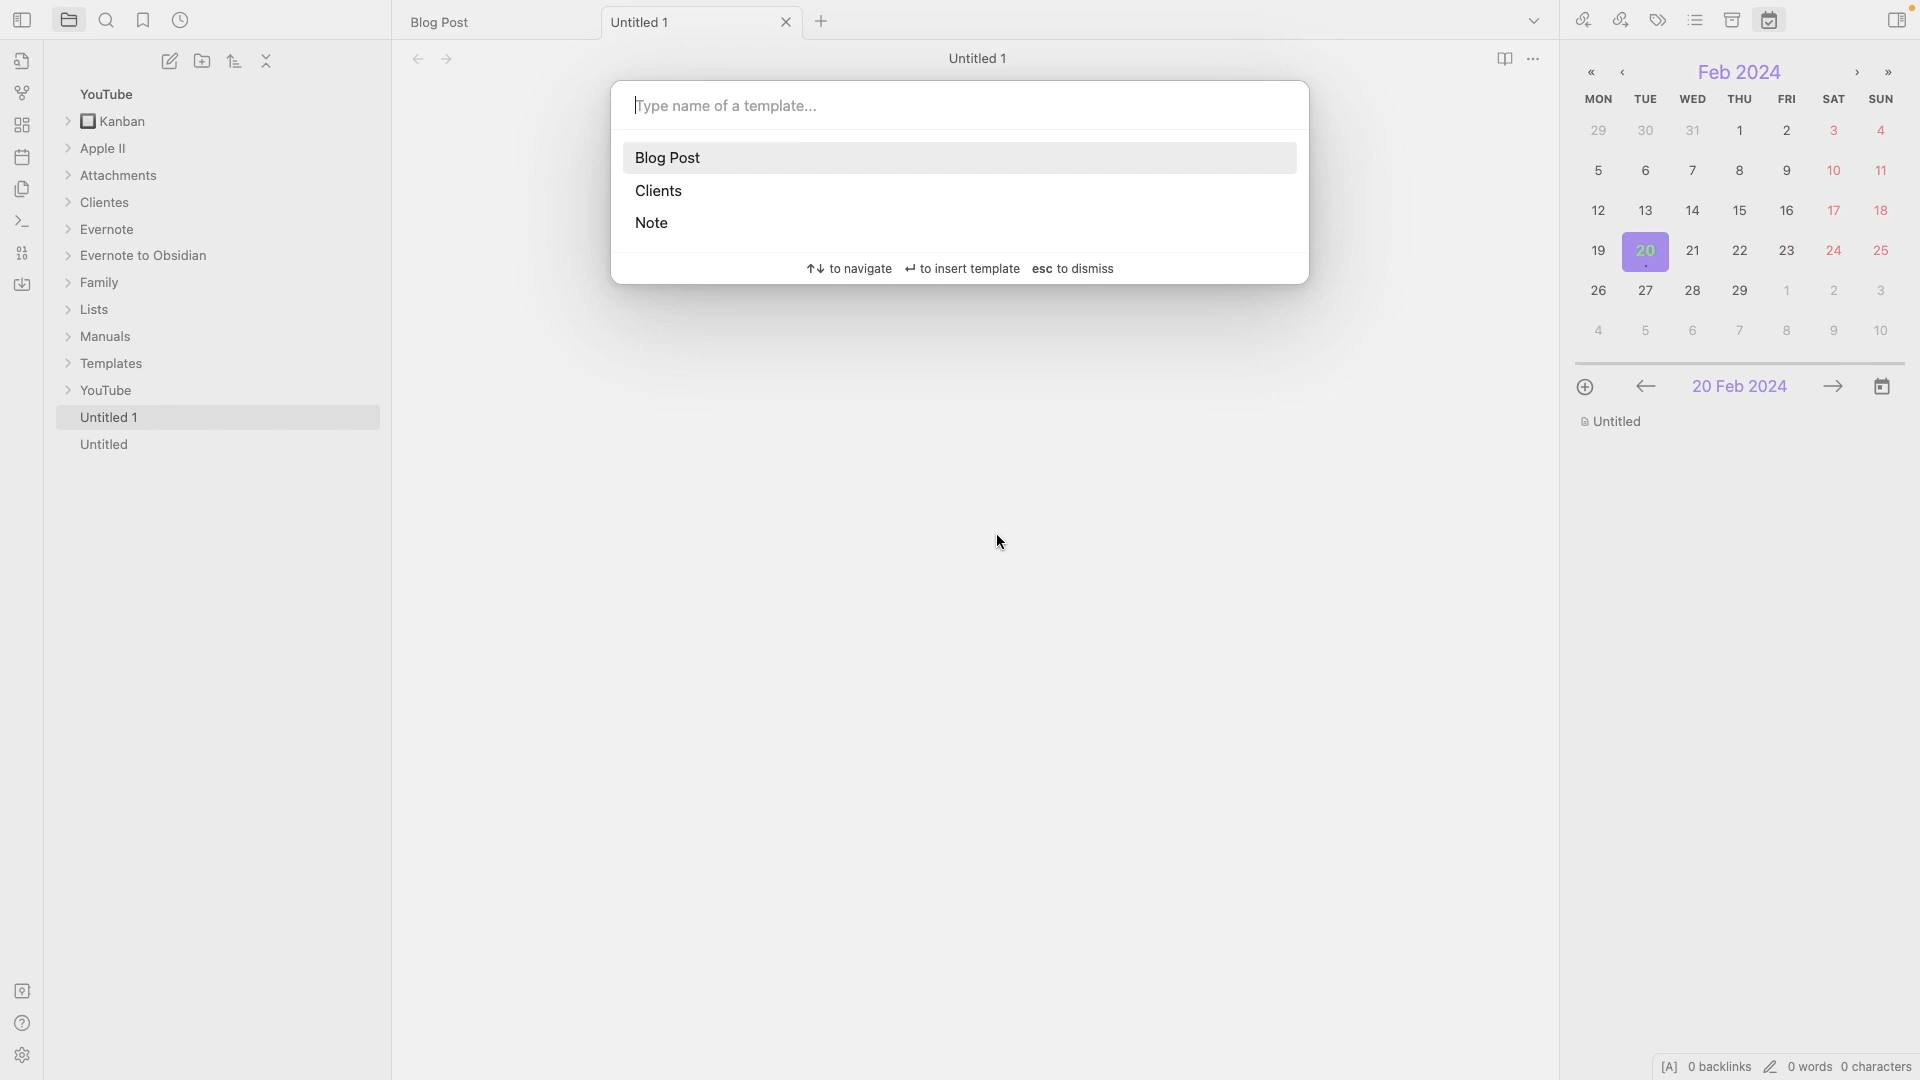 Blog Post
Untitled 1
Untitled 1
YouTube
Kanban
Apple II
Attachments
Clientes
Evernote
Evernote to Obsidian
Family
Lists
Manuals
Templates
YouTube
Untitled 1
Untitled
Type name of a template...
Blog Post
Clients
Note
↑↓ to navigate ↵ to insert template esc to dismiss
« ‹ Feb 2024 › »
MON TUE WED THU FRI SAT SUN
29 30 31 1 2 3 4
5 6 7 8 9 10 11
12 13 14 15 16 17 18
19 20 21 22 23 24 25
26 27 28 29 1 2 3
4 5 6 7 8 9 10
20 Feb 2024
Untitled
[A] 0 backlinks 0 words 0 characters